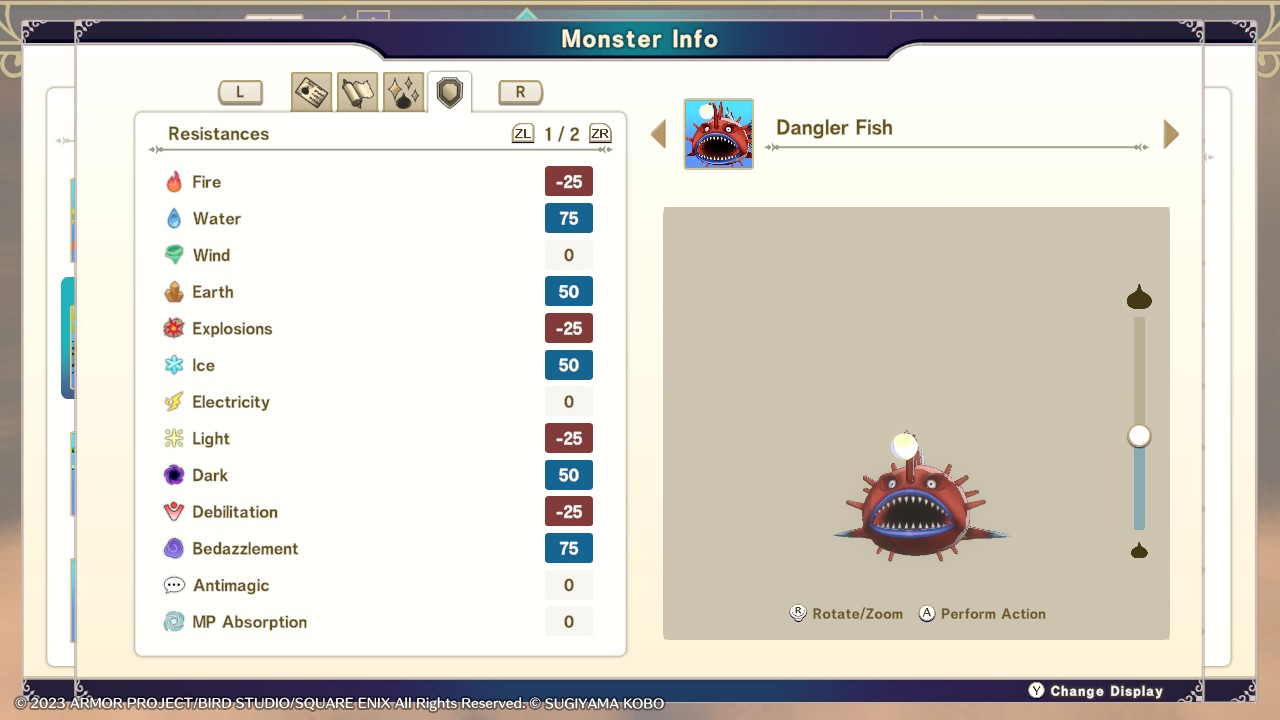 Monster Info
L
R
Resistances
ZL 1 / 2 ZR
Fire -25
Water 75
Wind 0
Earth 50
Explosions -25
Ice 50
Electricity 0
Light -25
Dark 50
Debilitation -25
Bedazzlement 75
Antimagic 0
MP Absorption 0
Dangler Fish
R Rotate/Zoom A Perform Action
Y Change Display
© 2023 ARMOR PROJECT/BIRD STUDIO/SQUARE ENIX All Rights Reserved. © SUGIYAMA KOBO